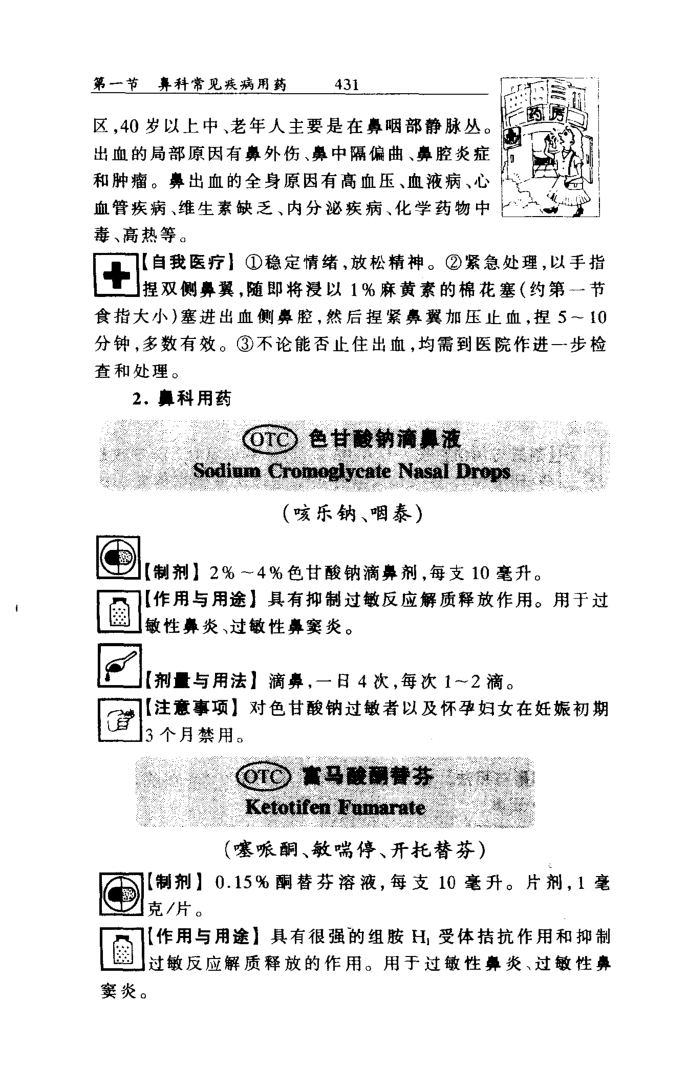 第一节　鼻科常见疾病用药　431
药房
区,40岁以上中、老年人主要是在鼻咽部静脉丛。
出血的局部原因有鼻外伤、鼻中隔偏曲、鼻腔炎症
和肿瘤。鼻出血的全身原因有高血压、血液病、心
血管疾病、维生素缺乏、内分泌疾病、化学药物中
毒、高热等。
【自我医疗】①稳定情绪,放松精神。②紧急处理,以手指
捏双侧鼻翼,随即将浸以1%麻黄素的棉花塞(约第一节
食指大小)塞进出血侧鼻腔,然后捏紧鼻翼加压止血,捏5～10
分钟,多数有效。③不论能否止住出血,均需到医院作进一步检
查和处理。
2. 鼻科用药
OTC 色甘酸钠滴鼻液
Sodium Cromoglycate Nasal Drops
(咳乐钠、咽泰)
【制剂】2%～4%色甘酸钠滴鼻剂,每支10毫升。
【作用与用途】具有抑制过敏反应解质释放作用。用于过
敏性鼻炎、过敏性鼻窦炎。
【剂量与用法】滴鼻,一日4次,每次1～2滴。
【注意事项】对色甘酸钠过敏者以及怀孕妇女在妊娠初期
3个月禁用。
OTC 富马酸酮替芬
Ketotifen Fumarate
(噻哌酮、敏喘停、开托替芬)
【制剂】0.15%酮替芬溶液,每支10毫升。片剂,1毫
克/片。
【作用与用途】具有很强的组胺H₁受体拮抗作用和抑制
过敏反应解质释放的作用。用于过敏性鼻炎、过敏性鼻
窦炎。